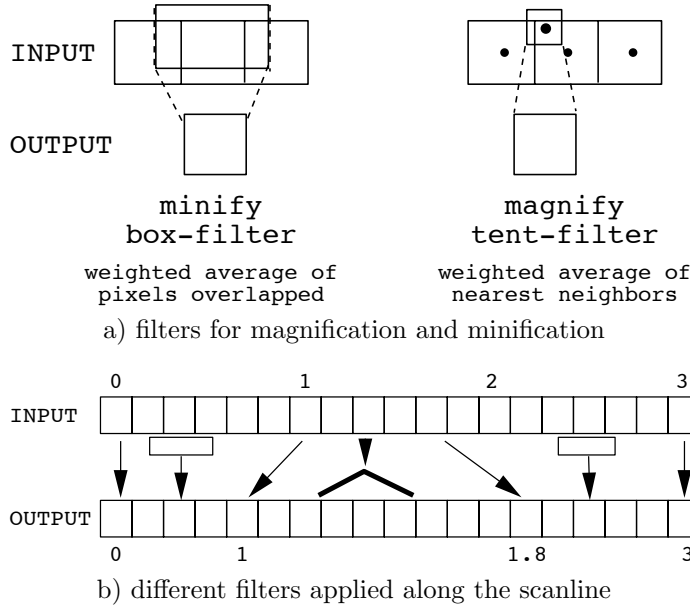 INPUT
OUTPUT
minify
box-filter
weighted average of
pixels overlapped
magnify
tent-filter
weighted average of
nearest neighbors
a) filters for magnification and minification
0 1 2 3
INPUT
OUTPUT
0 1 1.8 3
b) different filters applied along the scanline